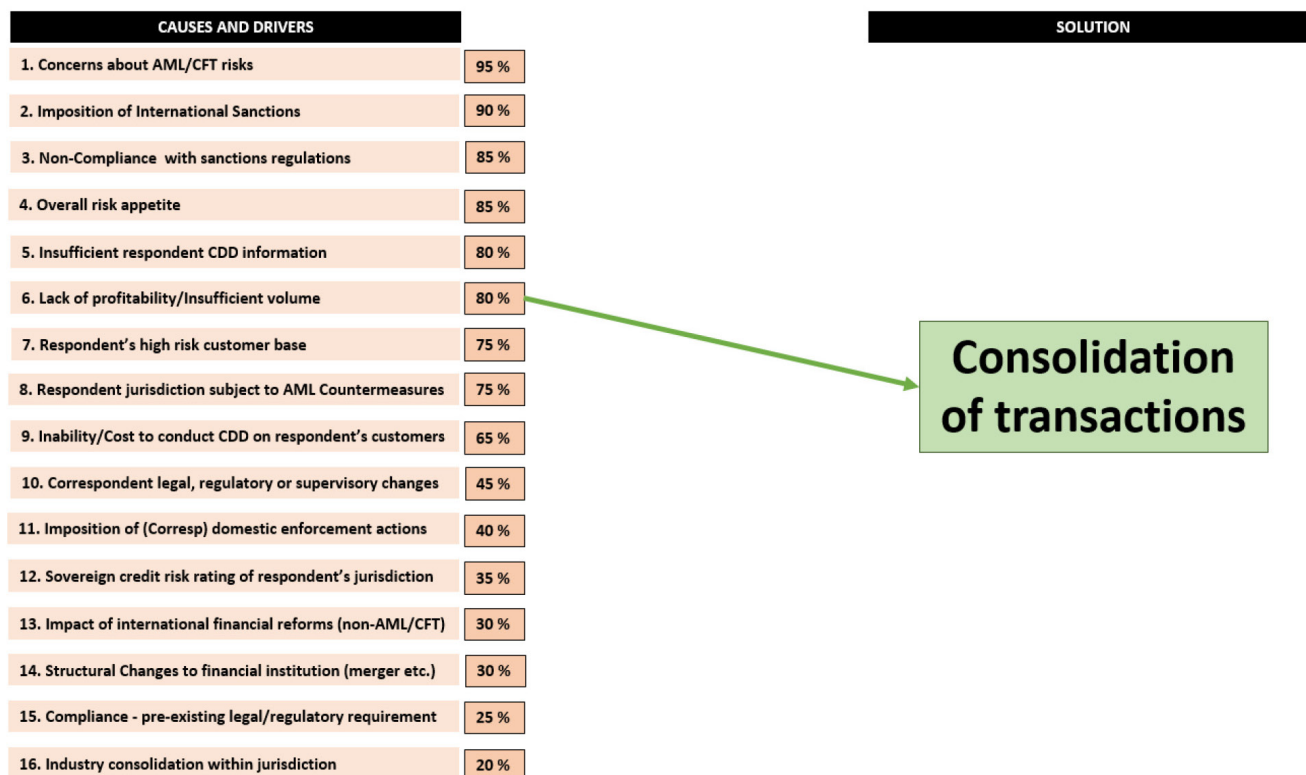 CAUSES AND DRIVERS
SOLUTION
1. Concerns about AML/CFT risks 95 %
2. Imposition of International Sanctions 90 %
3. Non-Compliance with sanctions regulations 85 %
4. Overall risk appetite 85 %
5. Insufficient respondent CDD information 80 %
6. Lack of profitability/Insufficient volume 80 %
7. Respondent's high risk customer base 75 %
8. Respondent jurisdiction subject to AML Countermeasures 75 %
9. Inability/Cost to conduct CDD on respondent's customers 65 %
10. Correspondent legal, regulatory or supervisory changes 45 %
11. Imposition of (Corresp) domestic enforcement actions 40 %
12. Sovereign credit risk rating of respondent's jurisdiction 35 %
13. Impact of international financial reforms (non-AML/CFT) 30 %
14. Structural Changes to financial institution (merger etc.) 30 %
15. Compliance - pre-existing legal/regulatory requirement 25 %
16. Industry consolidation within jurisdiction 20 %
Consolidation
of transactions